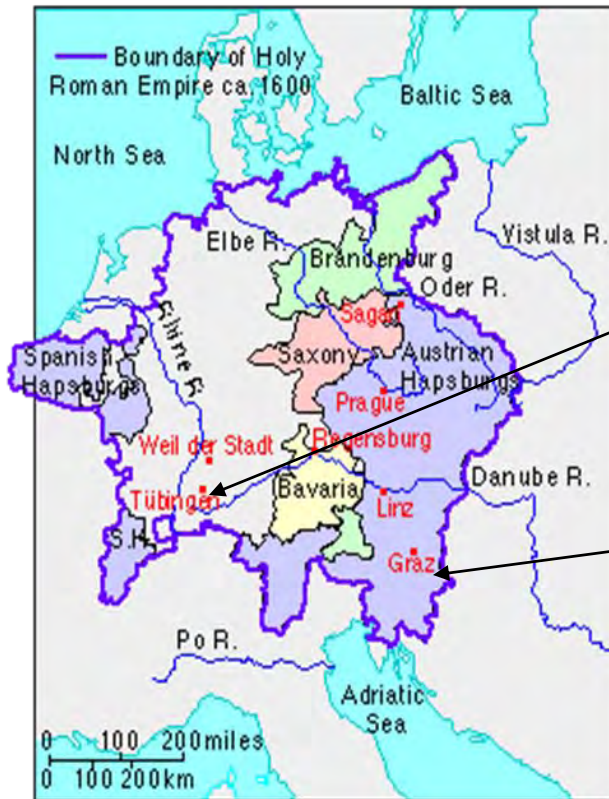 Boundary of Holy
Roman Empire ca. 1600
Baltic Sea
North Sea
Elbe R.
Brandenburg
Vistula R.
Oder R.
Sagan
Rhine R.
Spanish
Hapsburgs
Saxony
Austrian
Hapsburgs
Prague
Weil der Stadt
Regensburg
Danube R.
Tübingen
Bavaria
Linz
S.H.
Graz
Po R.
Adriatic
Sea
0 100 200 miles
0 100 200 km